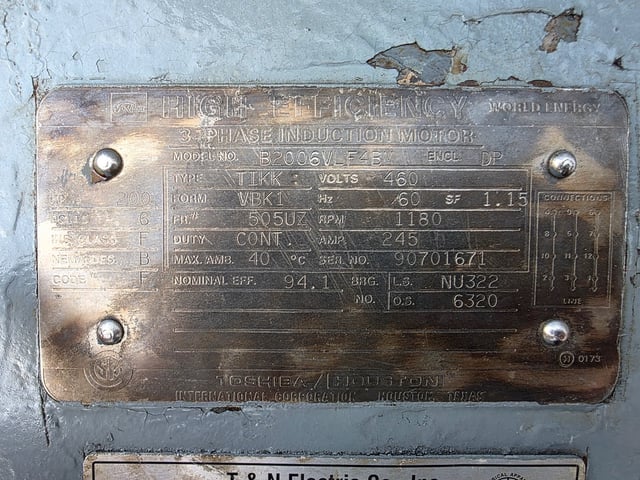 HIGH EFFICIENCY WORLD ENERGY
3-PHASE INDUCTION MOTOR
MODEL NO. B2006VLF4B ENCL DP
TYPE TIKK VOLTS 460
HP 200 FORM VBK1 Hz 60 SF 1.15
POLES 6 FR# 505UZ RPM 1180
INS. CLASS F DUTY CONT. AMP. 245
NEMA DES. B MAX. AMB. 40 °C SER. NO. 90701671
CODE F NOMINAL EFF. 94.1 BRG. L.S. NU322
NO. O.S. 6320
CONNECTIONS
LINE
TOSHIBA/HOUSTON
INTERNATIONAL CORPORATION HOUSTON, TEXAS
0173
T & N Electric Co., Inc.